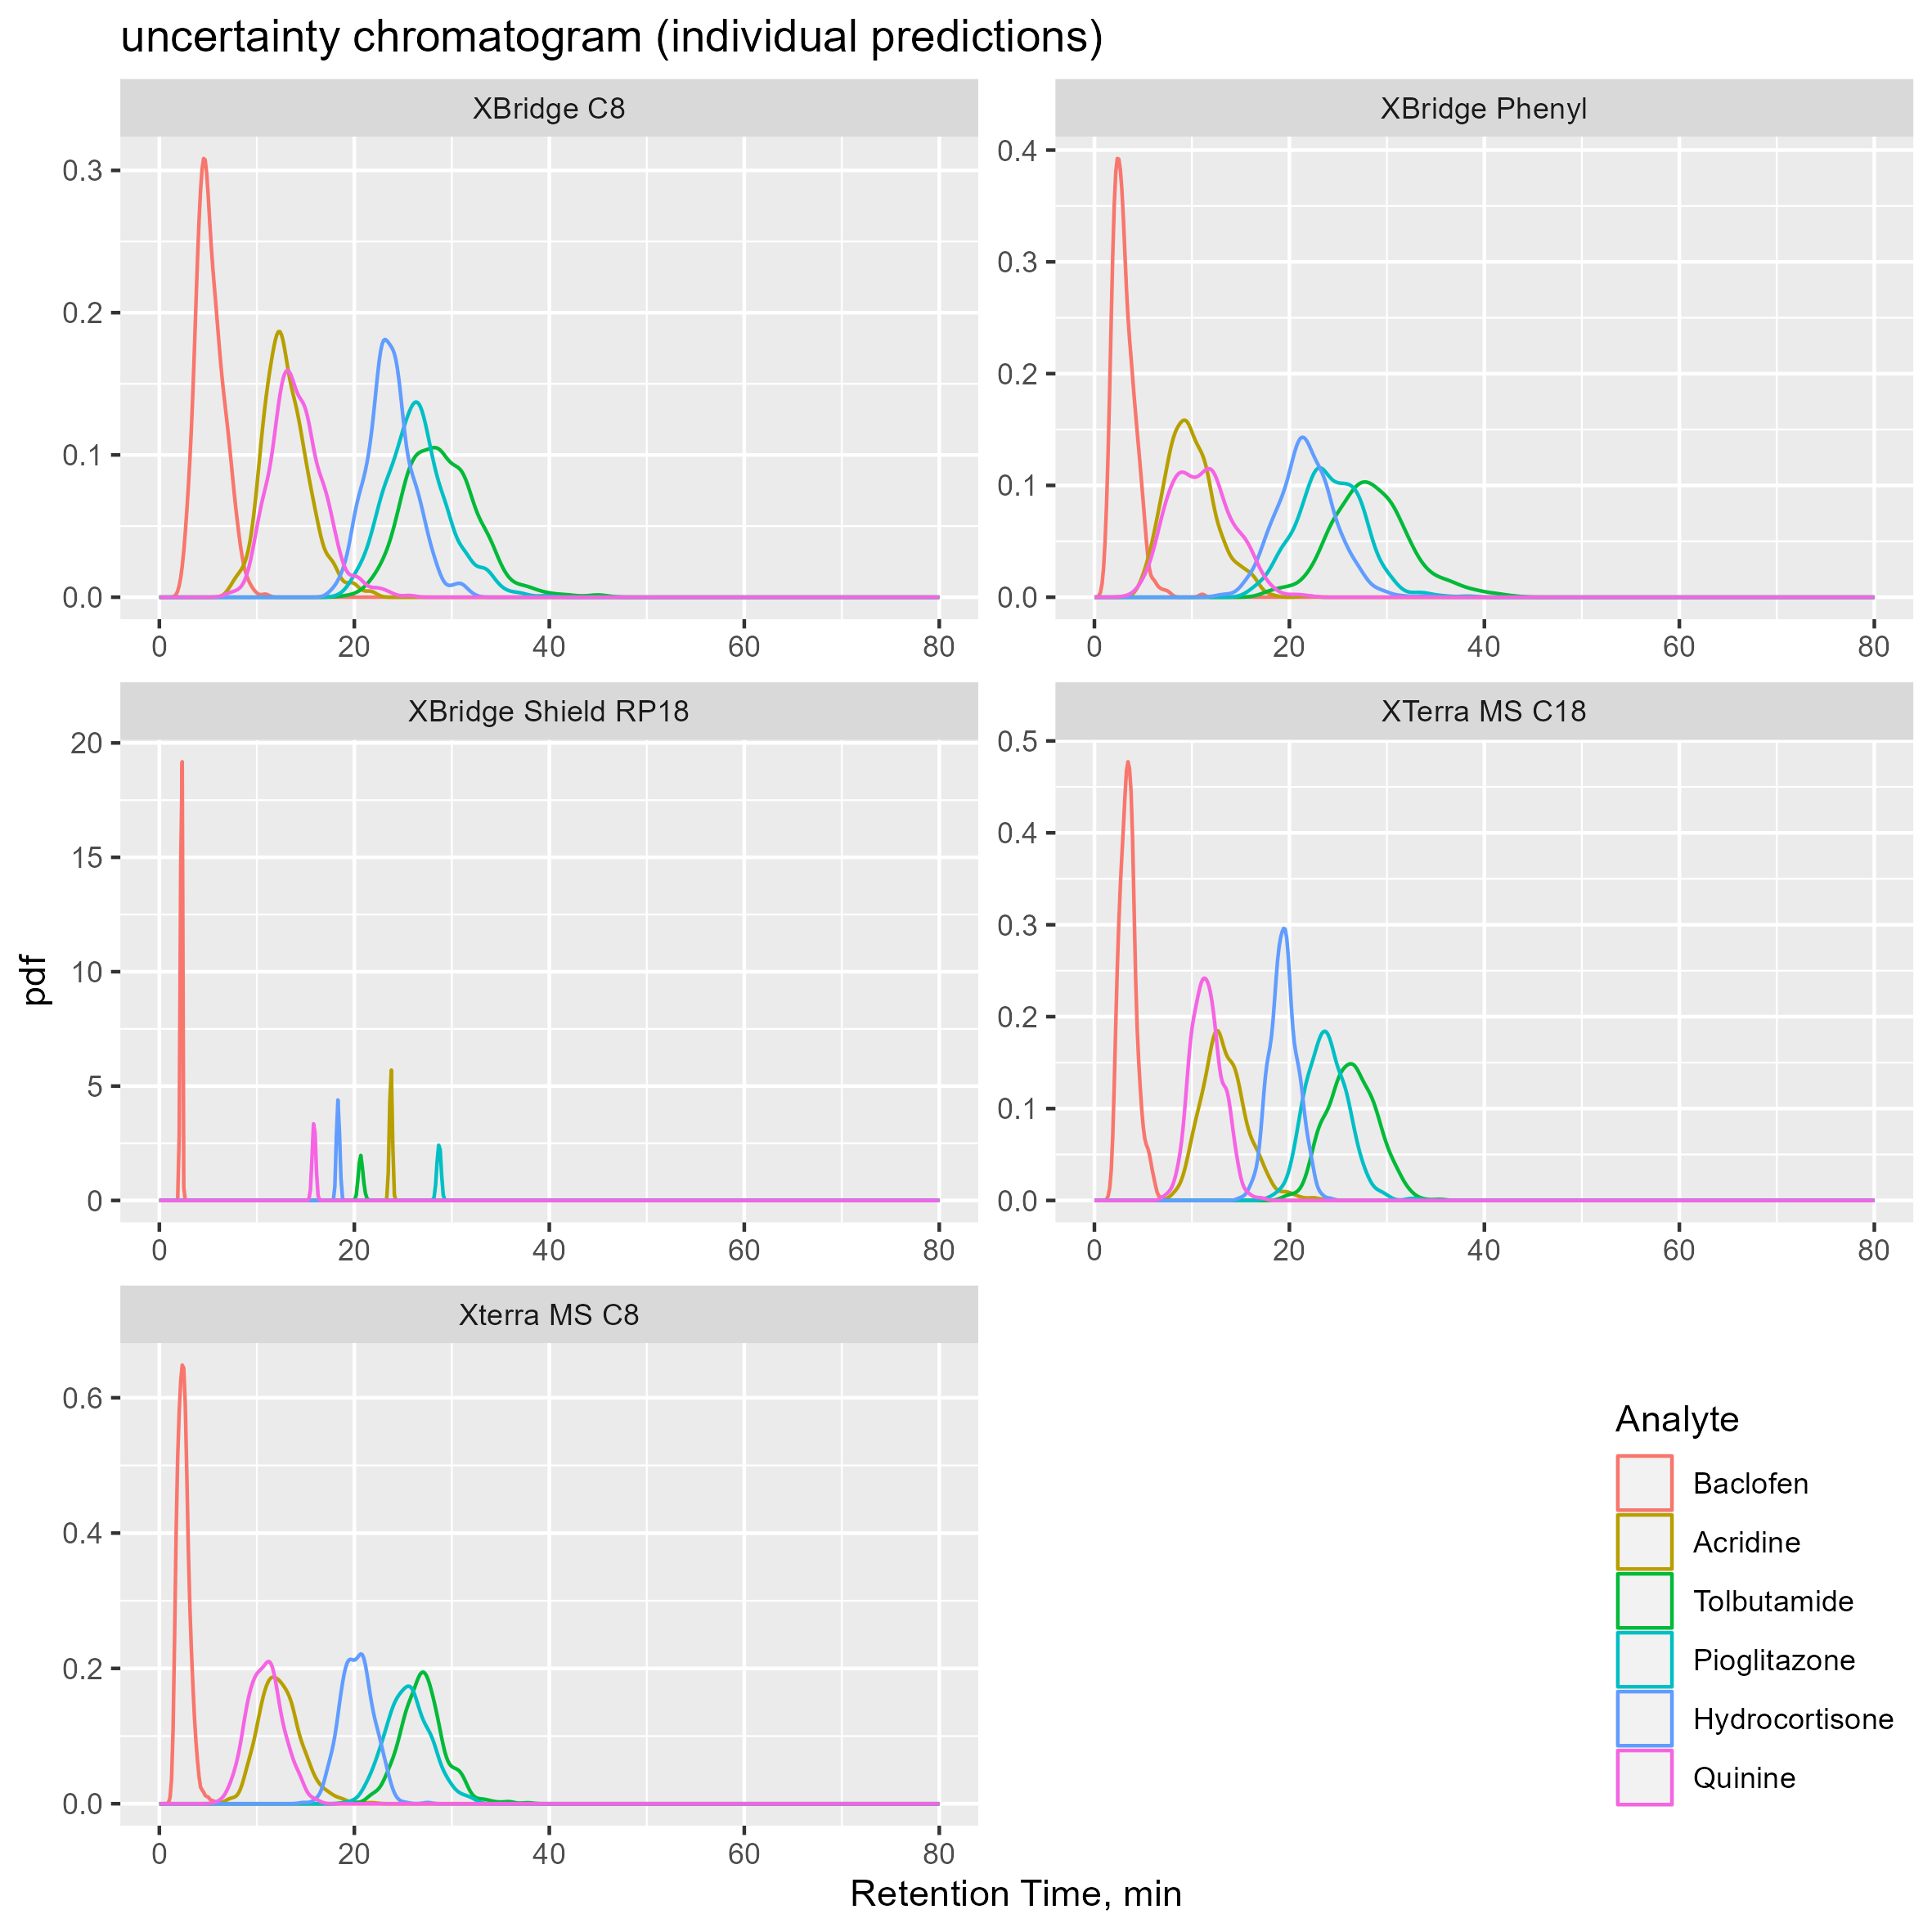 uncertainty chromatogram (individual predictions)
XBridge C8
0.3
0.2
0.1
0.0
0 20 40 60 80
XBridge Phenyl
0.4
0.3
0.2
0.1
0.0
0 20 40 60 80
XBridge Shield RP18
20
15
10
5
0
0 20 40 60 80
XTerra MS C18
0.5
0.4
0.3
0.2
0.1
0.0
0 20 40 60 80
Xterra MS C8
0.6
0.4
0.2
0.0
0 20 40 60 80
pdf
Retention Time, min
Analyte
Baclofen
Acridine
Tolbutamide
Pioglitazone
Hydrocortisone
Quinine